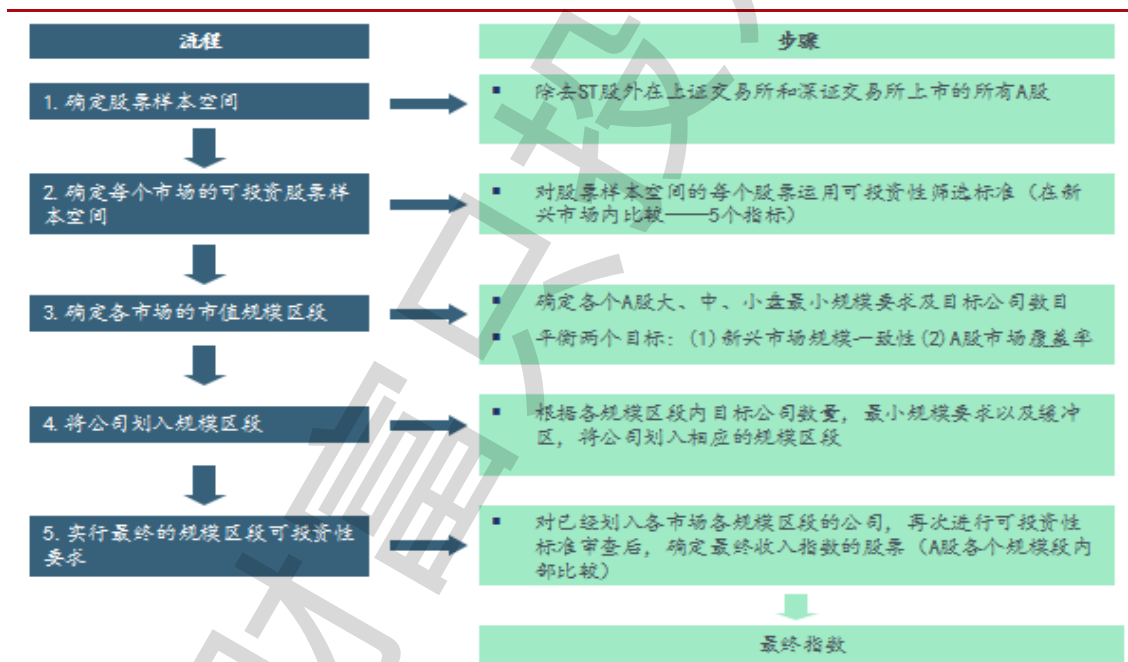 流程
步骤
1. 确定股票样本空间
除去ST股外在上证交易所和深证交易所上市的所有A股
2. 确定每个市场的可投资股票样
本空间
对股票样本空间的每个股票运用可投资性筛选标准（在新
兴市场内比较——5个指标）
3. 确定各市场的市值规模区段
确定各个A股大、中、小盘最小规模要求及目标公司数目
平衡两个目标：(1)新兴市场规模一致性(2)A股市场覆盖率
4. 将公司划入规模区段
根据各规模区段内目标公司数量，最小规模要求以及缓冲
区，将公司划入相应的规模区段
5. 实行最终的规模区段可投资性
要求
对已经划入各市场各规模区段的公司，再次进行可投资性
标准审查后，确定最终收入指数的股票（A股各个规模段内
部比较）
最终指数